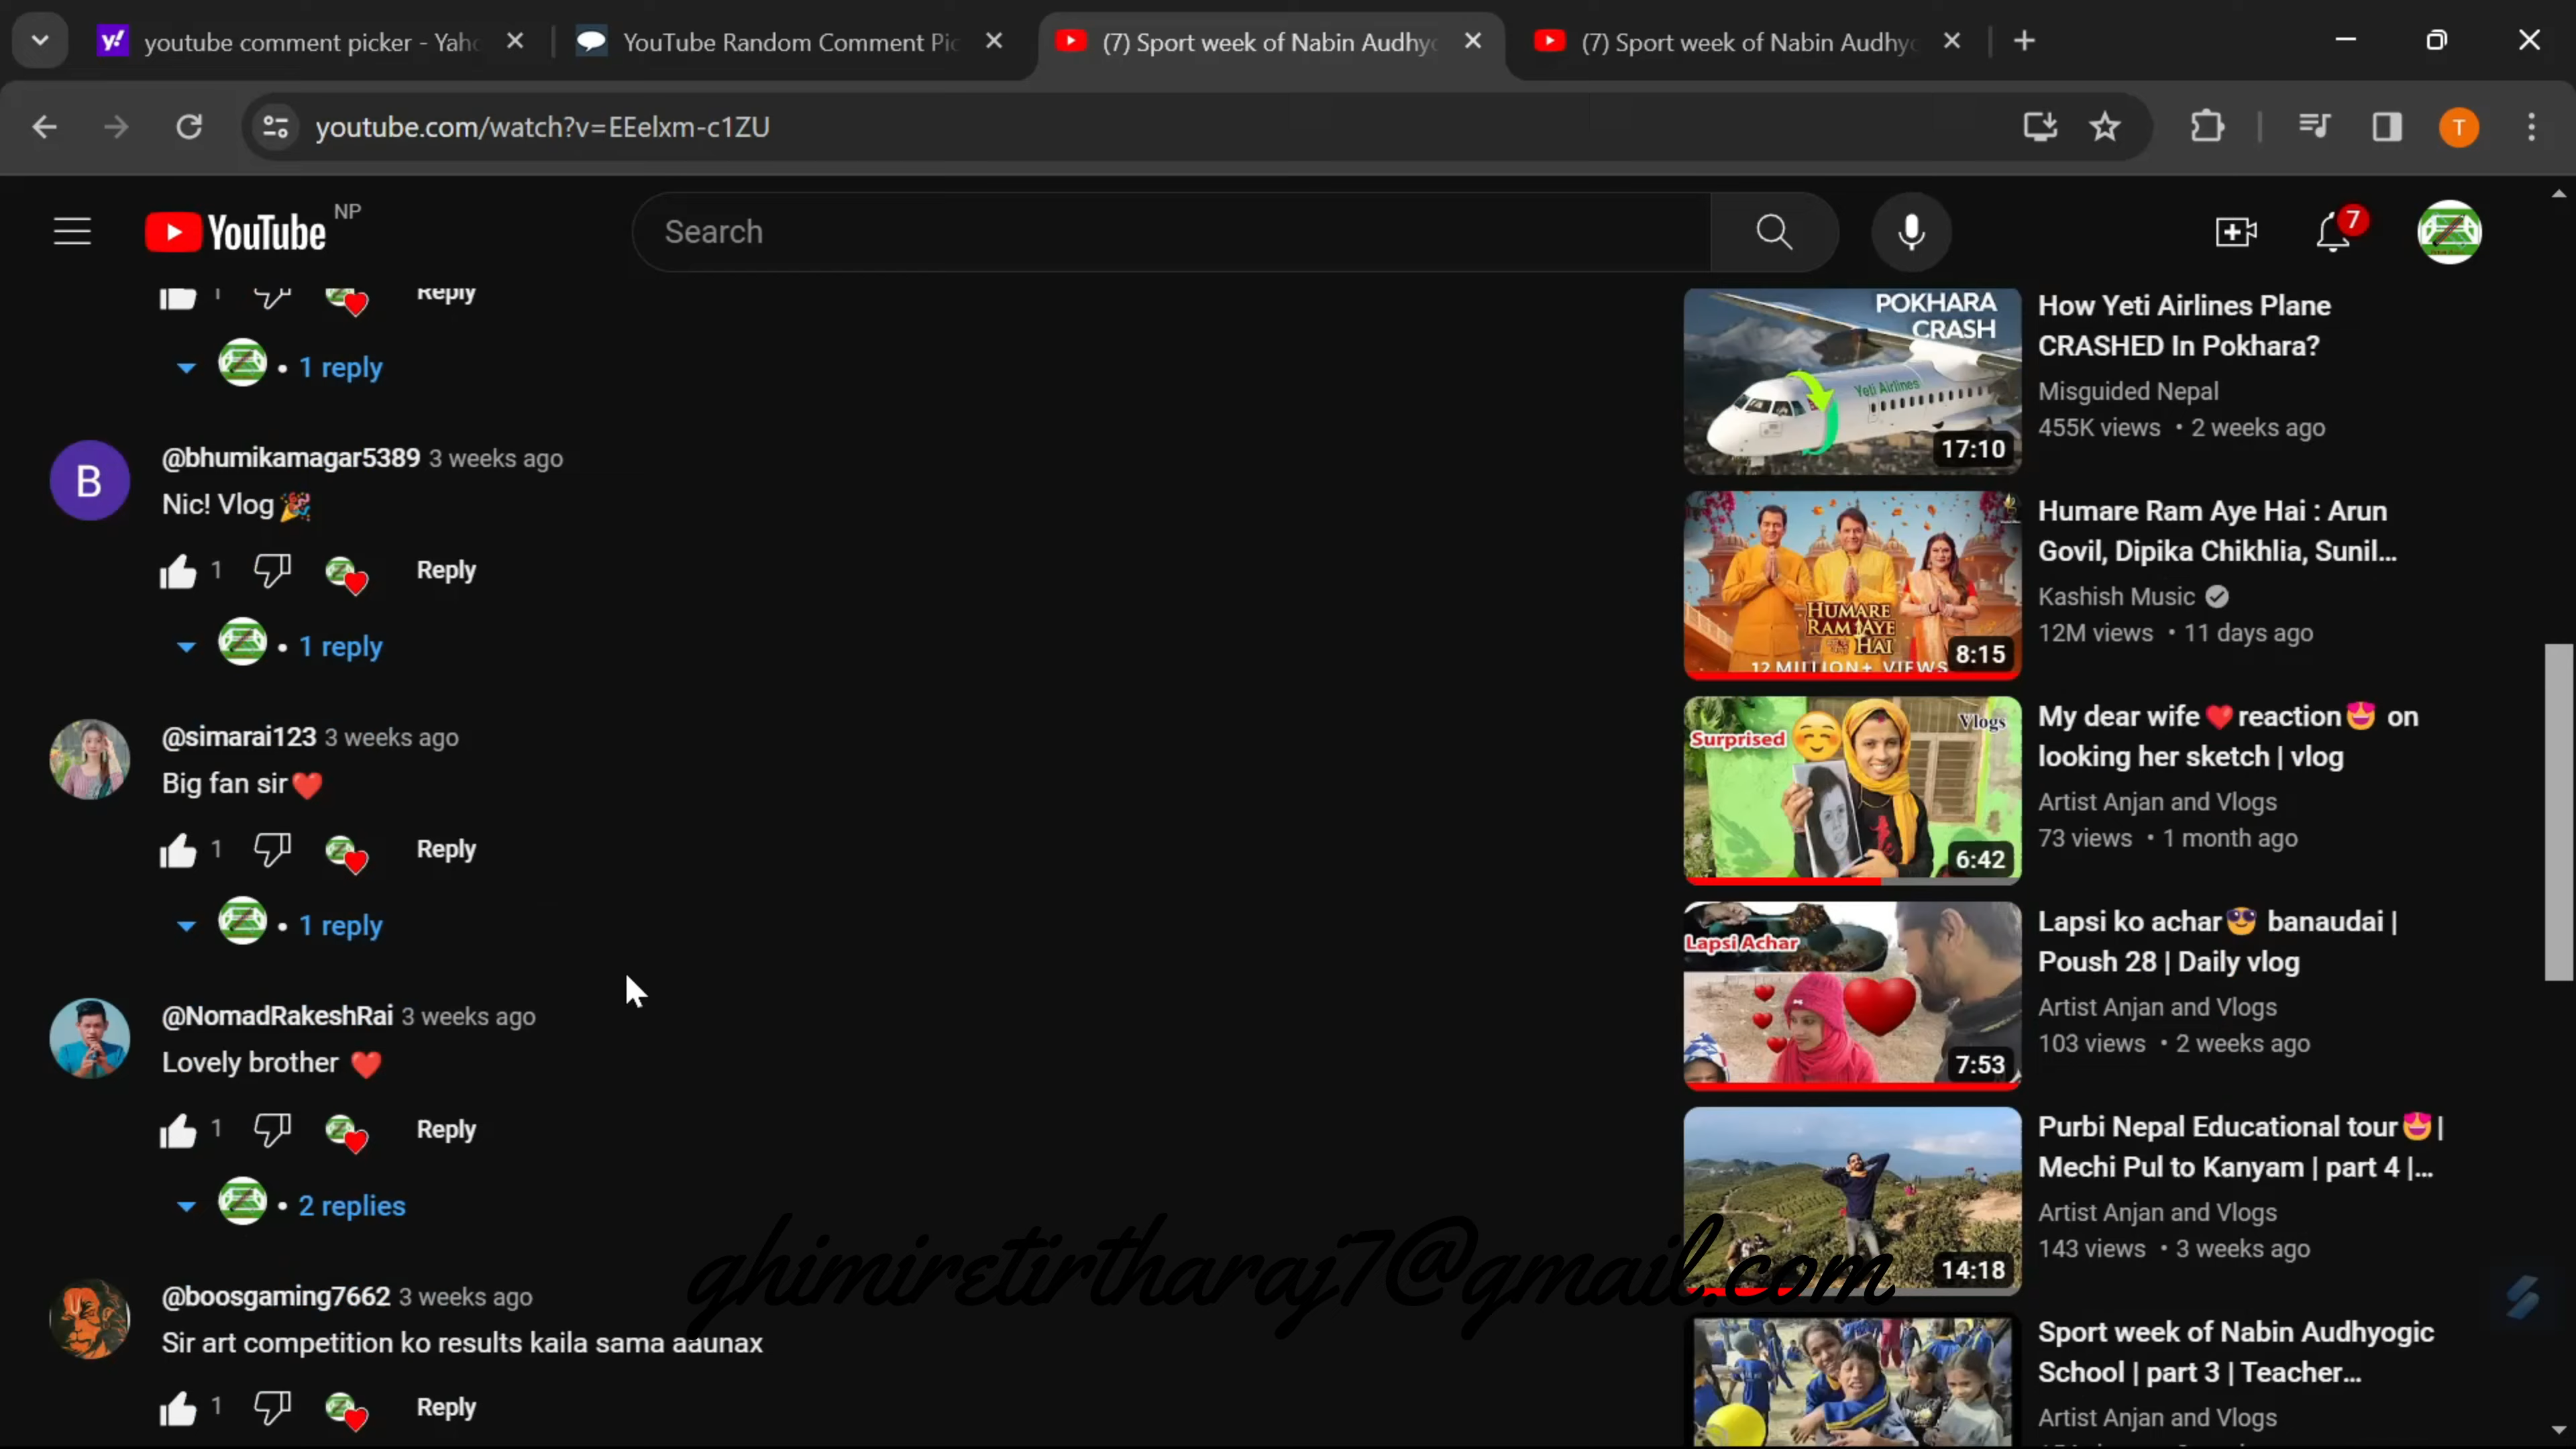 youtube comment picker - Yaho
YouTube Random Comment Pic
(7) Sport week of Nabin Audhyo
(7) Sport week of Nabin Audhyo
youtube.com/watch?v=EEelxm-c1ZU
T
YouTube NP
Search
7
1 Reply
1 reply
B
@bhumikamagar5389 3 weeks ago
Nic! Vlog🎉
1 Reply
1 reply
@simarai123 3 weeks ago
Big fan sir❤️
1 Reply
1 reply
@NomadRakeshRai 3 weeks ago
Lovely brother ❤️
1 Reply
2 replies
@boosgaming7662 3 weeks ago
Sir art competition ko results kaila sama aaunax
1 Reply
POKHARA
CRASH
Yeti Airlines
17:10
How Yeti Airlines Plane
CRASHED In Pokhara?
Misguided Nepal
455K views • 2 weeks ago
HUMARE
RAM AYE
HAI
12 MILLION+ VIEWS
8:15
Humare Ram Aye Hai : Arun
Govil, Dipika Chikhlia, Sunil...
Kashish Music
12M views • 11 days ago
Surprised
Vlogs
6:42
My dear wife❤️reaction😍 on
looking her sketch | vlog
Artist Anjan and Vlogs
73 views • 1 month ago
Lapsi Achar
7:53
Lapsi ko achar😎 banaudai |
Poush 28 | Daily vlog
Artist Anjan and Vlogs
103 views • 2 weeks ago
14:18
Purbi Nepal Educational tour😍|
Mechi Pul to Kanyam | part 4 |...
Artist Anjan and Vlogs
143 views • 3 weeks ago
Sport week of Nabin Audhyogic
School | part 3 | Teacher...
Artist Anjan and Vlogs
ghimiretirtharaj7@gmail.com